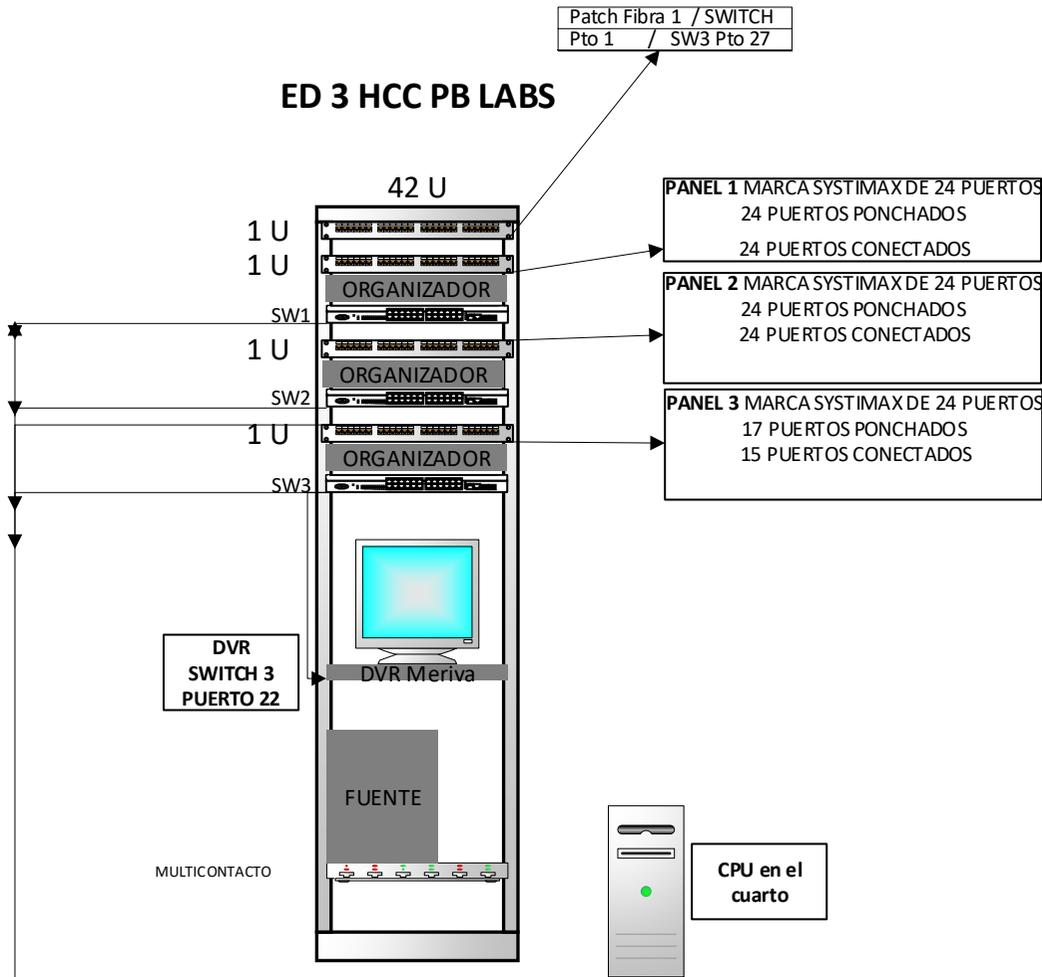 Patch Fibra 1 / SWITCH
Pto 1 / SW3 Pto 27
ED 3 HCC PB LABS
42 U
1 U
1 U
ORGANIZADOR
SW1
1 U
ORGANIZADOR
SW2
1 U
ORGANIZADOR
SW3
PANEL 1 MARCA SYSTIMAX DE 24 PUERTOS
24 PUERTOS PONCHADOS
24 PUERTOS CONECTADOS
PANEL 2 MARCA SYSTIMAX DE 24 PUERTOS
24 PUERTOS PONCHADOS
24 PUERTOS CONECTADOS
PANEL 3 MARCA SYSTIMAX DE 24 PUERTOS
17 PUERTOS PONCHADOS
15 PUERTOS CONECTADOS
DVR
SWITCH 3
PUERTO 22
DVR Meriva
FUENTE
MULTICONTACTO
CPU en el
cuarto